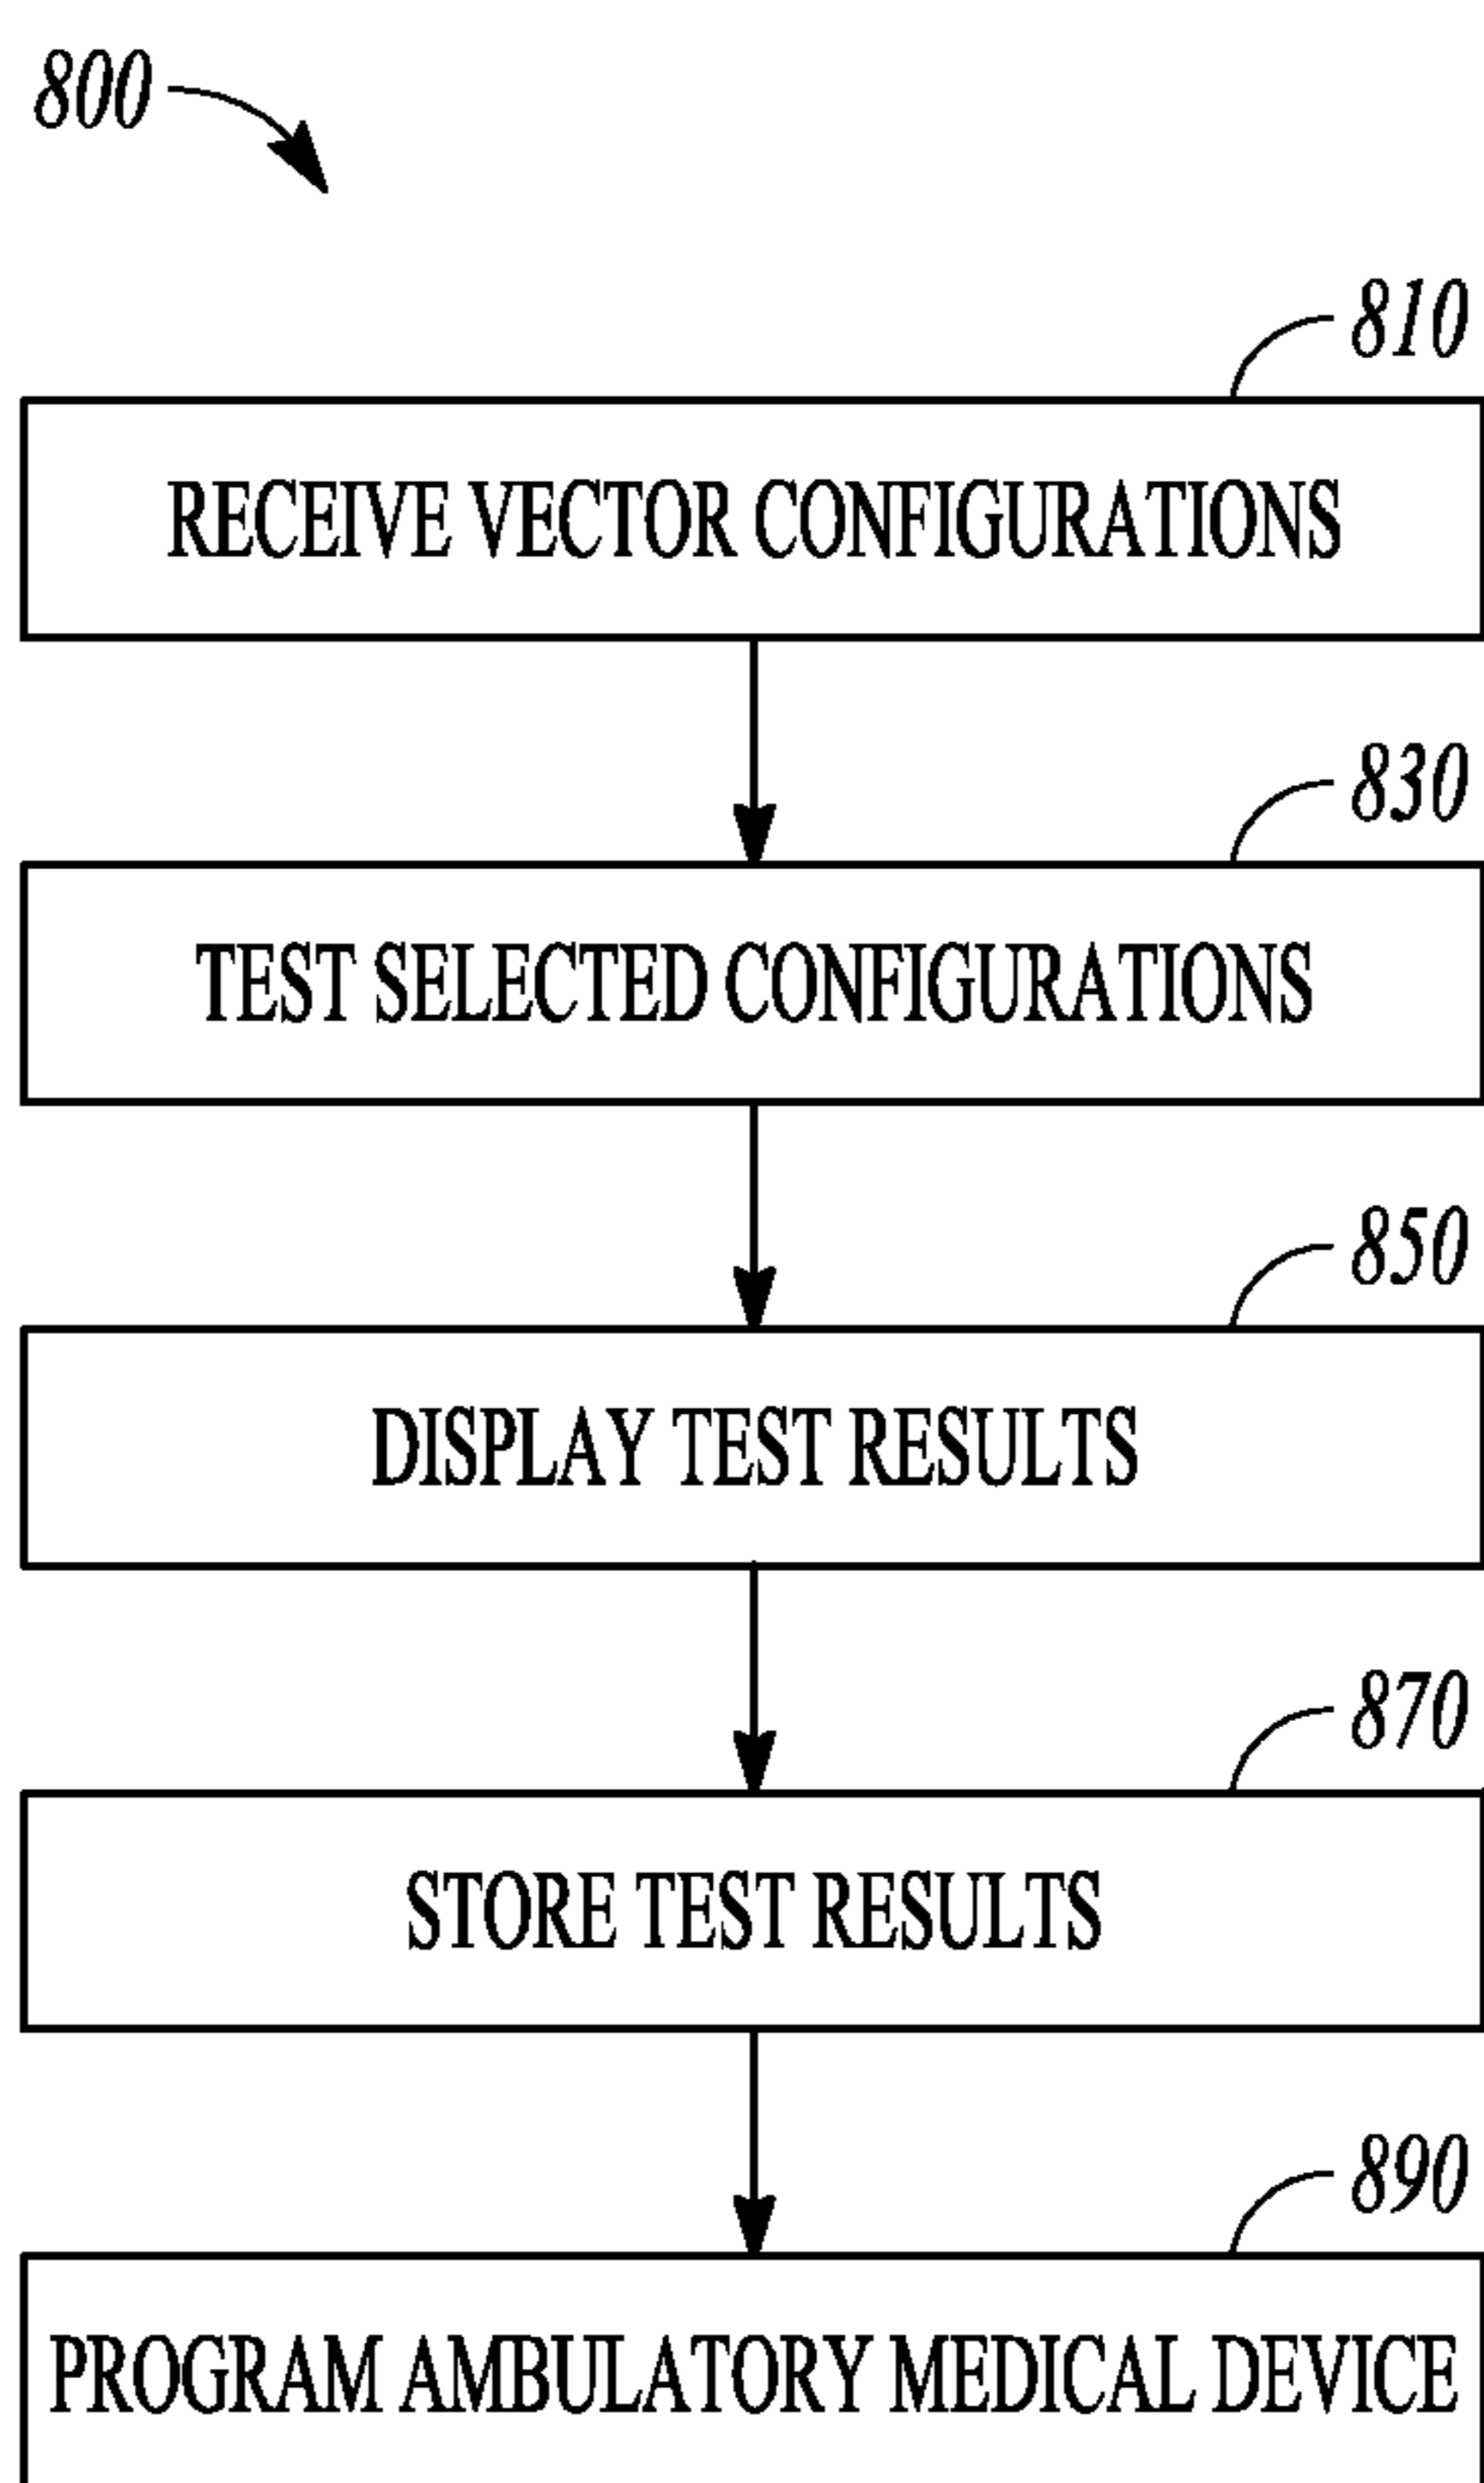 800
810
RECEIVE VECTOR CONFIGURATIONS
830
TEST SELECTED CONFIGURATIONS
850
DISPLAY TEST RESULTS
870
STORE TEST RESULTS
890
PROGRAM AMBULATORY MEDICAL DEVICE